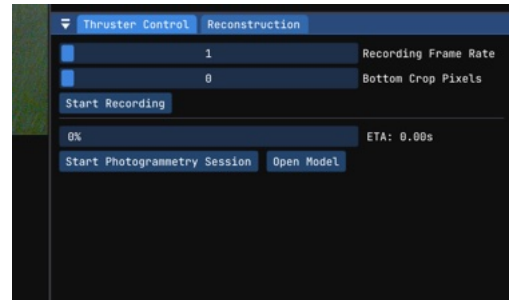 Thruster Control Reconstruction
1 Recording Frame Rate
0 Bottom Crop Pixels
Start Recording
0% ETA: 0.00s
Start Photogrammetry Session Open Model